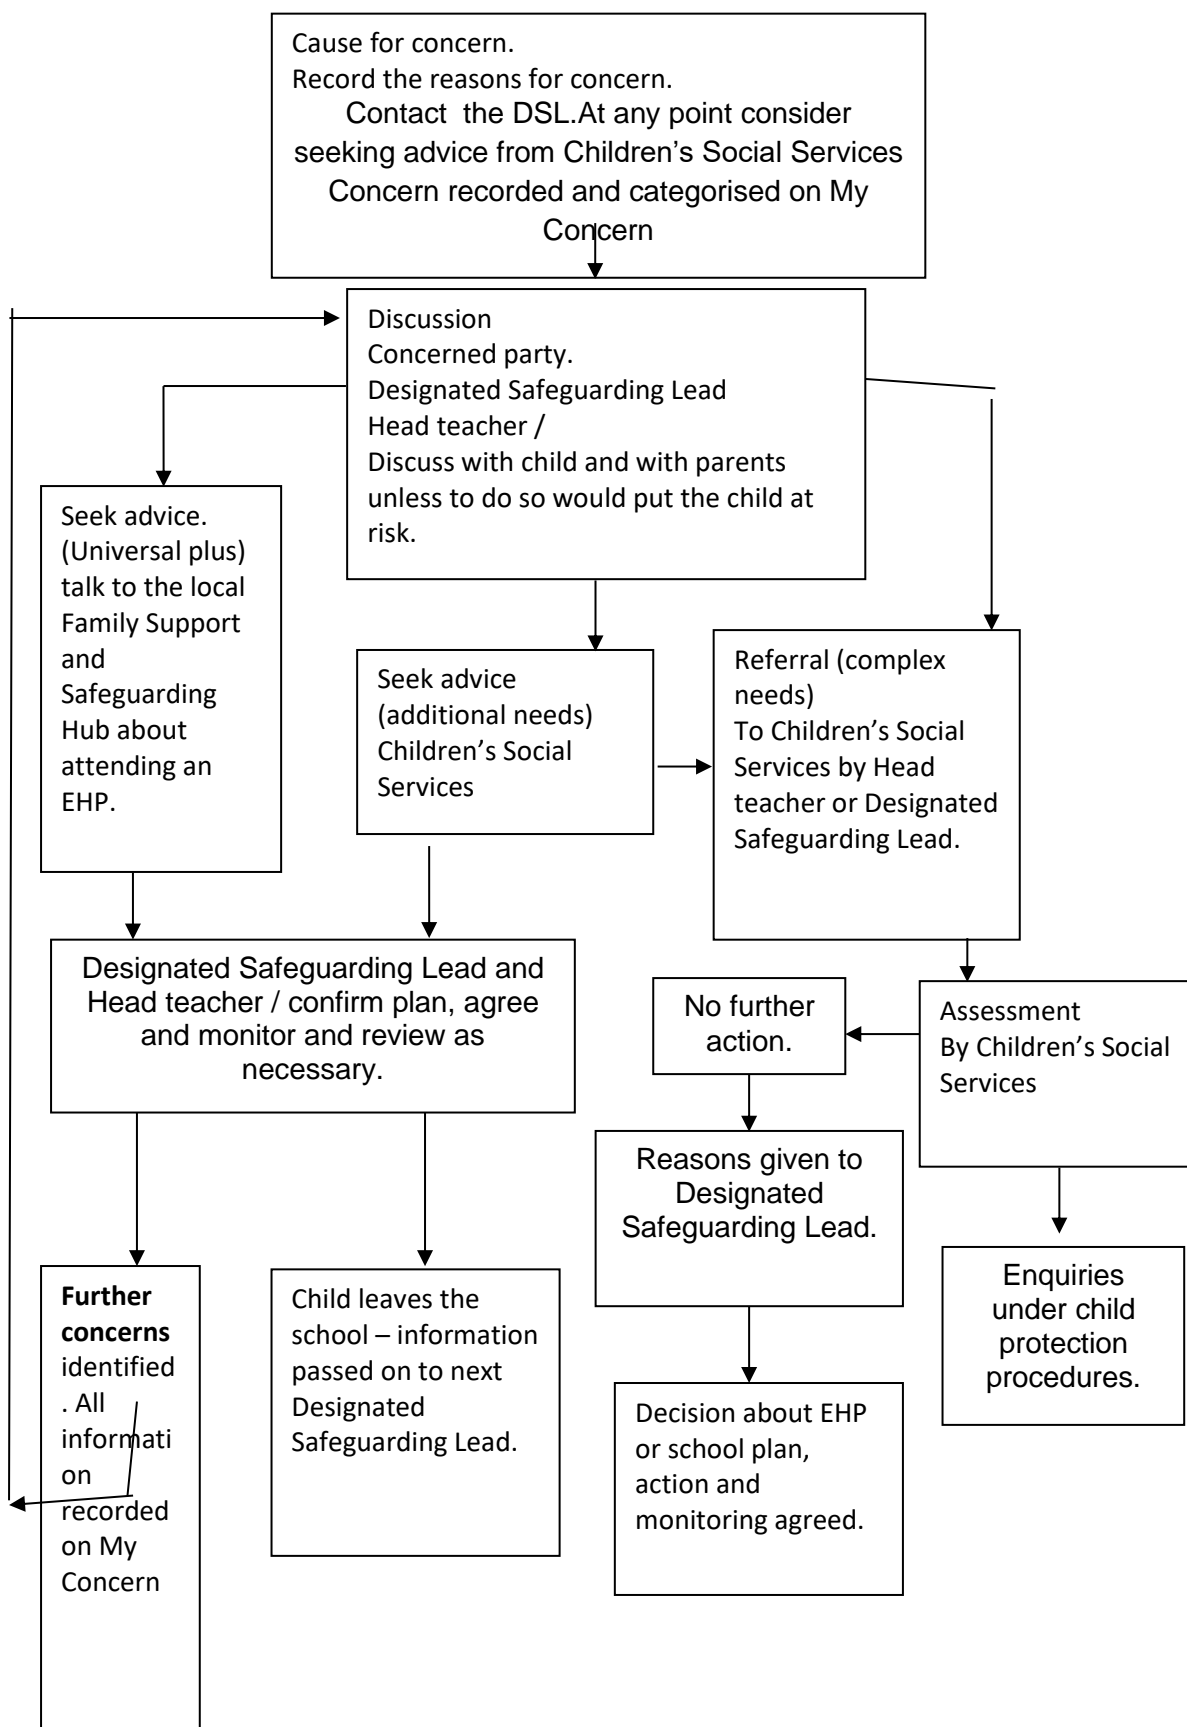 Cause for concern.
Record the reasons for concern.
Contact  the DSL.At any point consider
seeking advice from Children’s Social Services
Concern recorded and categorised on My
Concern
Discussion
Concerned party.
Designated Safeguarding Lead
Head teacher /
Discuss with child and with parents
unless to do so would put the child at
risk.
Seek advice.
(Universal plus)
talk to the local
Family Support
and
Safeguarding
Hub about
attending an
EHP.
Seek advice
(additional needs)
Children’s Social
Services
Referral (complex
needs)
To Children’s Social
Services by Head
teacher or Designated
Safeguarding Lead.
Designated Safeguarding Lead and
Head teacher / confirm plan, agree
and monitor and review as
necessary.
No further
action.
Assessment
By Children’s Social
Services
Reasons given to
Designated
Safeguarding Lead.
Enquiries
under child
protection
procedures.
Further
concerns
identified
. All
informati
on
recorded
on My
Concern
Child leaves the
school – information
passed on to next
Designated
Safeguarding Lead.
Decision about EHP
or school plan,
action and
monitoring agreed.